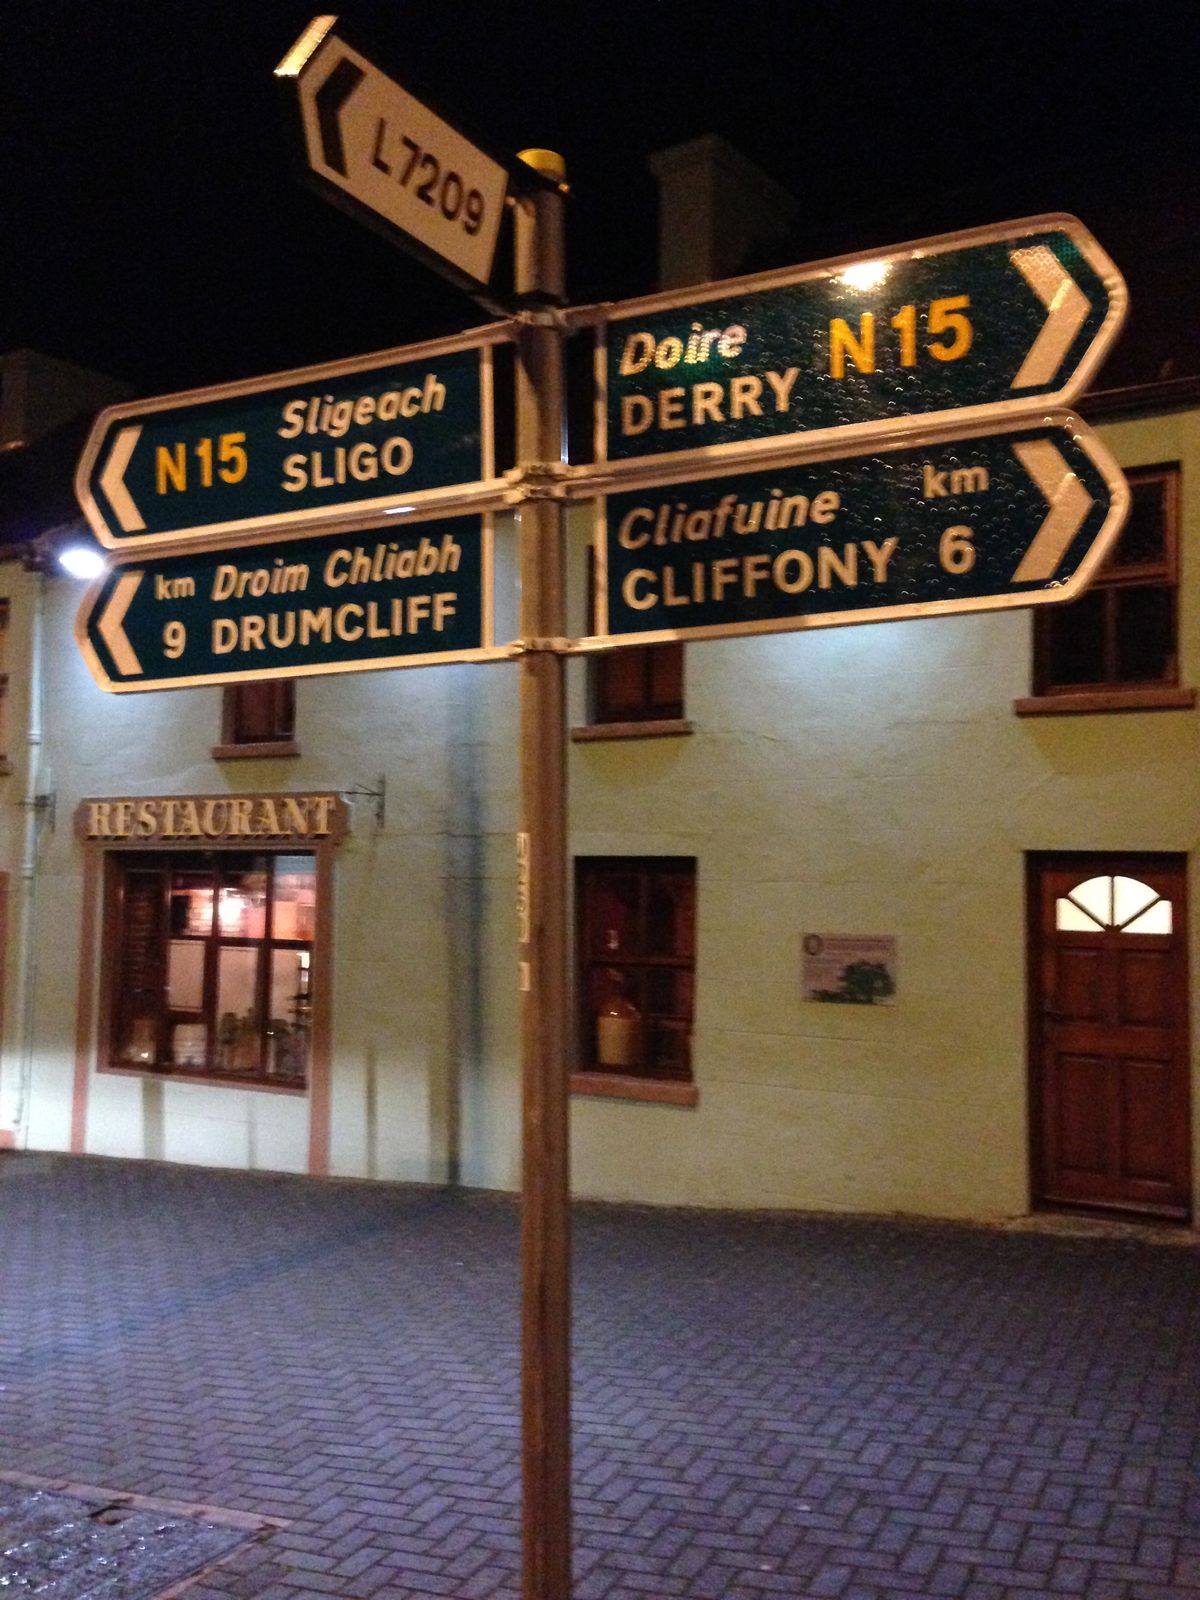 L7209
N15 Sligeach
SLIGO
km Droim Chliabh
9 DRUMCLIFF
Doire N15
DERRY
Cliafuine km
CLIFFONY 6
RESTAURANT